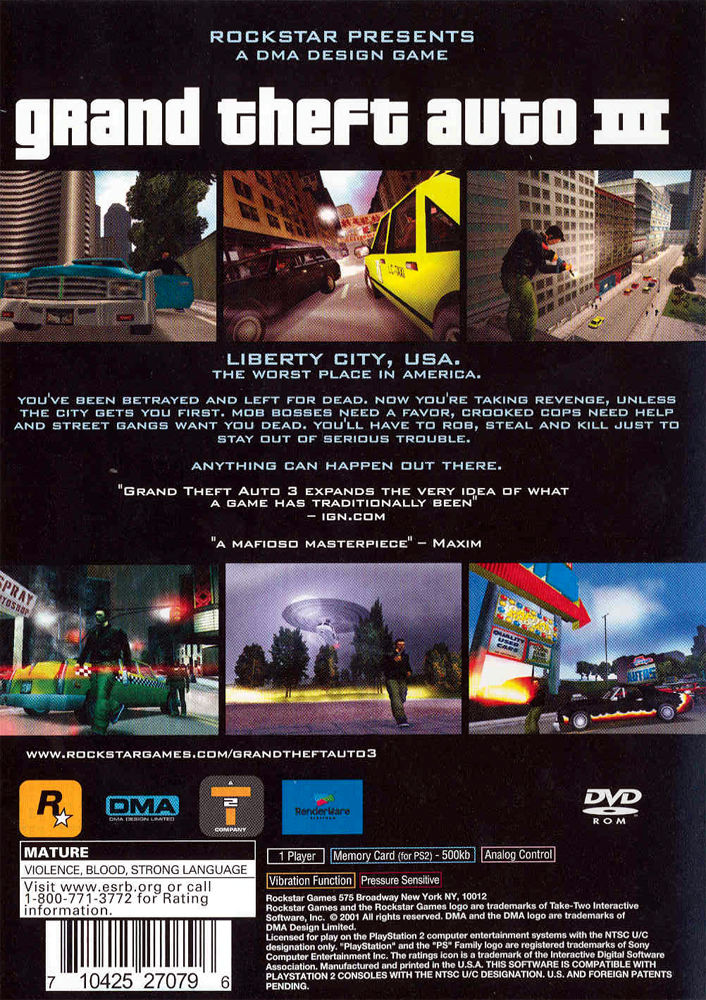 ROCKSTAR PRESENTS
A DMA DESIGN GAME
grand theft auto III
LIBERTY CITY, USA.
THE WORST PLACE IN AMERICA.
YOU'VE BEEN BETRAYED AND LEFT FOR DEAD. NOW YOU'RE TAKING REVENGE, UNLESS
THE CITY GETS YOU FIRST. MOB BOSSES NEED A FAVOR, CROOKED COPS NEED HELP
AND STREET GANGS WANT YOU DEAD. YOU'LL HAVE TO ROB, STEAL AND KILL JUST TO
STAY OUT OF SERIOUS TROUBLE.
ANYTHING CAN HAPPEN OUT THERE.
"GRAND THEFT AUTO 3 EXPANDS THE VERY IDEA OF WHAT
A GAME HAS TRADITIONALLY BEEN"
– IGN.COM
"A MAFIOSO MASTERPIECE" – MAXIM
SPRAY
QUALITY
USED
CARS
WWW.ROCKSTARGAMES.COM/GRANDTHEFTAUTO3
R
DMA
DMA DESIGN LIMITED
A
T2
COMPANY
RenderWare
DVD
ROM
MATURE
VIOLENCE, BLOOD, STRONG LANGUAGE
Visit www.esrb.org or call
1-800-771-3772 for Rating
information.
1 Player
Memory Card (for PS2) - 500kb
Analog Control
Vibration Function
Pressure Sensitive
Rockstar Games 575 Broadway New York NY, 10012
Rockstar Games and the Rockstar Games logo are trademarks of Take-Two Interactive
Software, Inc. © 2001 All rights reserved. DMA and the DMA logo are trademarks of
DMA Design Limited.
Licensed for play on the PlayStation 2 computer entertainment systems with the NTSC U/C
designation only. "PlayStation" and the "PS" Family logo are registered trademarks of Sony
Computer Entertainment Inc. The ratings icon is a trademark of the Interactive Digital Software
Association. Manufactured and printed in the U.S.A. THIS SOFTWARE IS COMPATIBLE WITH
PLAYSTATION 2 CONSOLES WITH THE NTSC U/C DESIGNATION. U.S. AND FOREIGN PATENTS
PENDING.
7 10425 27079 6